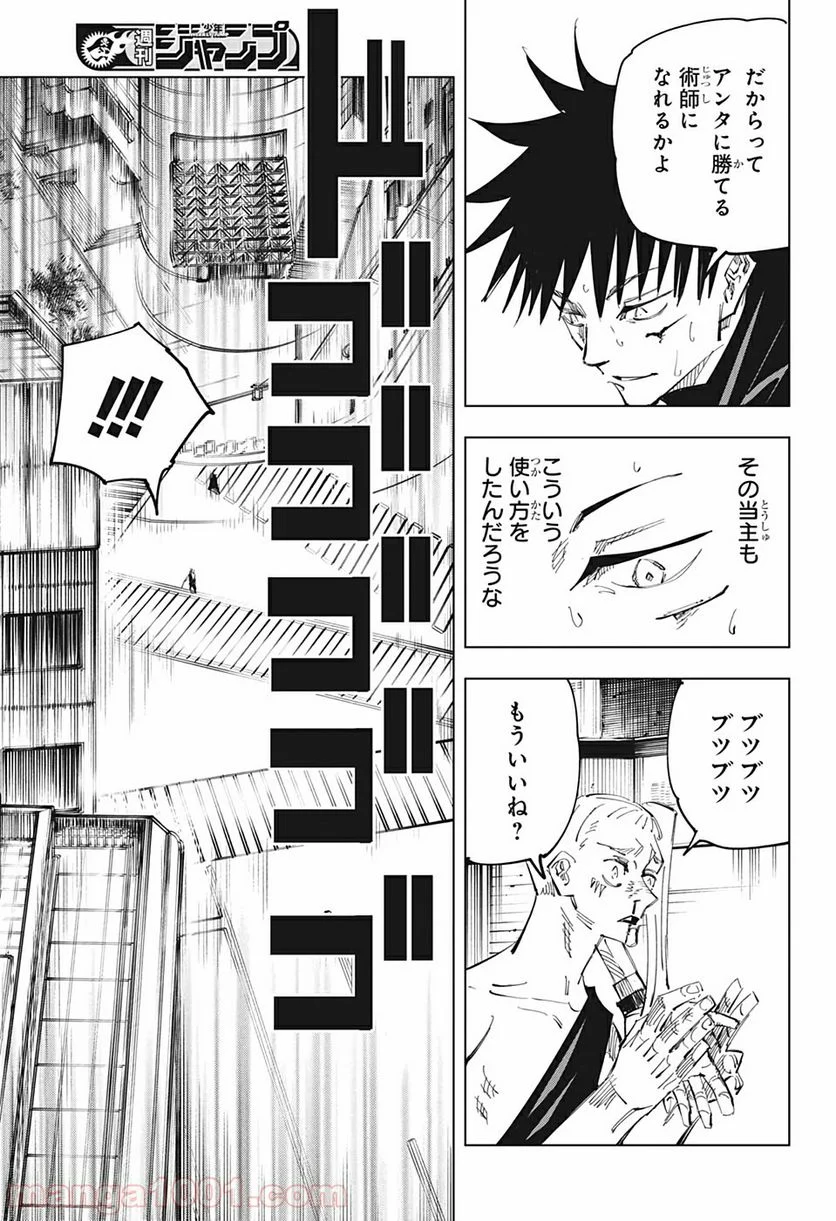 だからって
アンタに勝てる
術師に
なれるかよ
その当主も
こういう
使い方を
したんだろうな
ブツブツ
ブツブツ
もういいね?
週刊
少年
ジャンプ
ドゴゴゴゴゴ
!!!
manga1001.com